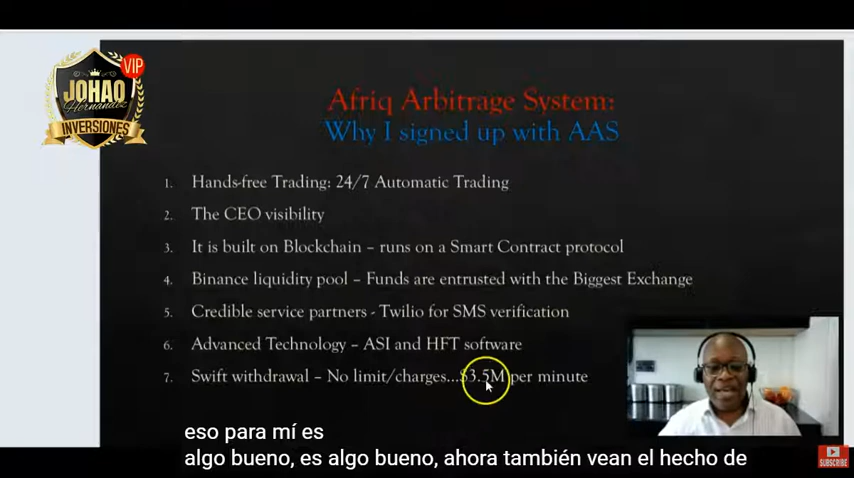 JOHAO
Hernandez
INVERSIONES
VIP
Afriq Arbitrage System:
Why I signed up with AAS
1. Hands-free Trading: 24/7 Automatic Trading
2. The CEO visibility
3. It is built on Blockchain – runs on a Smart Contract protocol
4. Binance liquidity pool – Funds are entrusted with the Biggest Exchange
5. Credible service partners - Twilio for SMS verification
6. Advanced Technology – ASI and HFT software
7. Swift withdrawal – No limit/charges...$3.5M per minute
eso para mí es
algo bueno, es algo bueno, ahora también vean el hecho de
SUBSCRIBE